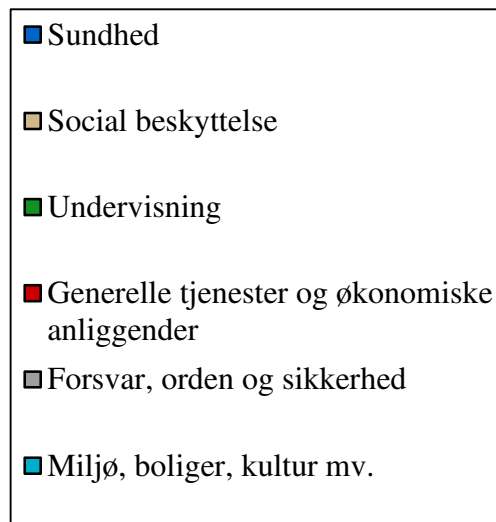 Sundhed
Social beskyttelse
Undervisning
Generelle tjenester og økonomiske
anliggender
Forsvar, orden og sikkerhed
Miljø, boliger, kultur mv.